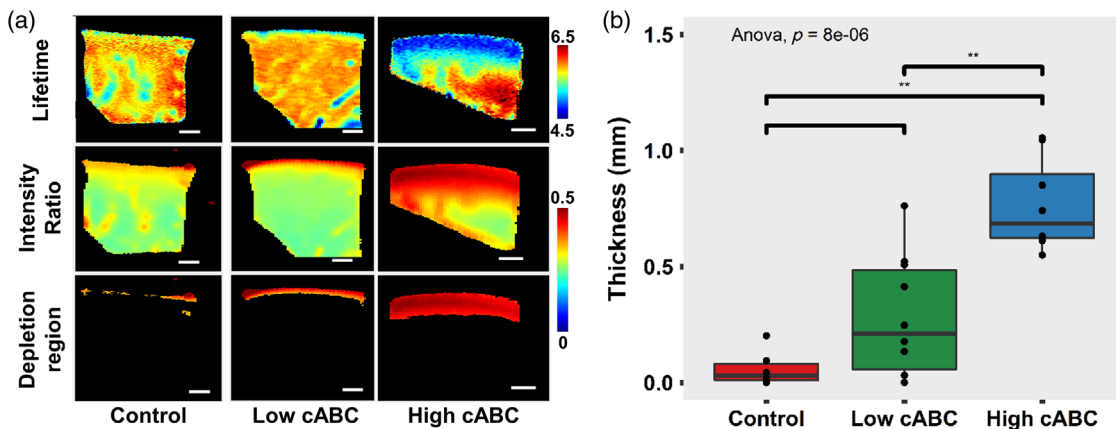 (a)
Lifetime
6.5
4.5
Intensity
Ratio
0.5
0
Depletion
region
Control
Low cABC
High cABC
(b)
Anova, p = 8e-06
**
**
Thickness (mm)
1.5
1.0
0.5
0.0
Control
Low cABC
High cABC